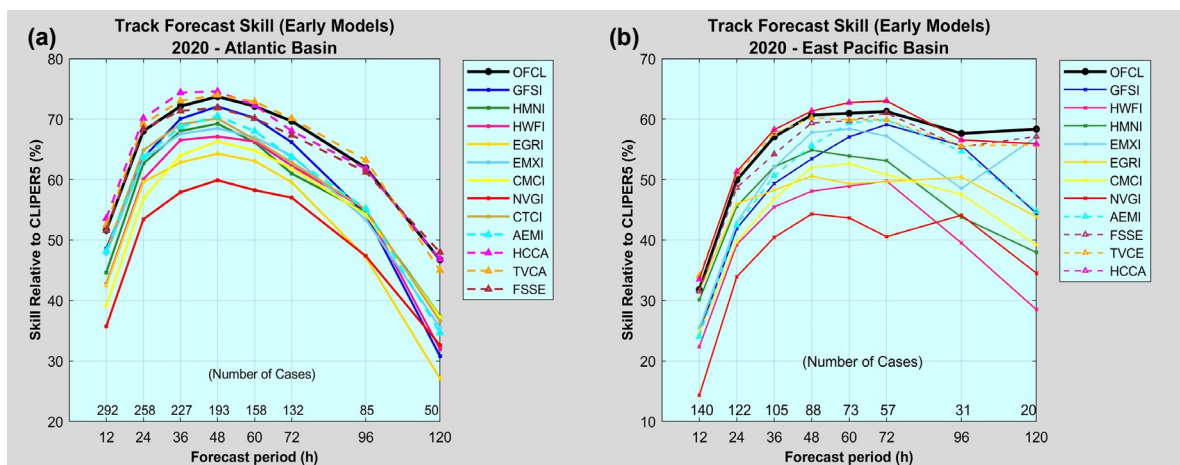 (a)
Track Forecast Skill (Early Models)
2020 - Atlantic Basin
Skill Relative to CLIPER5 (%)
80
70
60
50
40
30
20
(Number of Cases)
292 258 227 193 158 132 85 50
12 24 36 48 60 72 96 120
Forecast period (h)
OFCL
GFSI
HMNI
HWFI
EGRI
EMXI
CMCI
NVGI
CTCI
AEMI
HCCA
TVCA
FSSE
(b)
Track Forecast Skill (Early Models)
2020 - East Pacific Basin
Skill Relative to CLIPER5 (%)
70
60
50
40
30
20
10
(Number of Cases)
140 122 105 88 73 57 31 20
12 24 36 48 60 72 96 120
Forecast period (h)
OFCL
GFSI
HWFI
HMNI
EMXI
EGRI
CMCI
NVGI
AEMI
FSSE
TVCE
HCCA